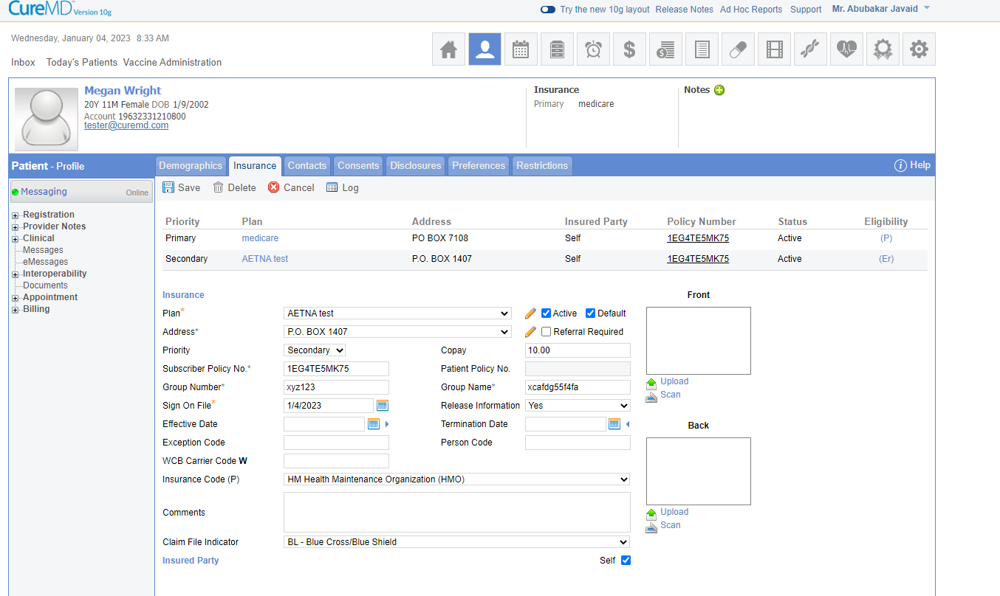 CureMD Version 10g
Try the new 10g layout Release Notes Ad Hoc Reports Support Mr. Abubakar Javaid
Wednesday, January 04, 2023 8:33 AM
Inbox Today's Patients Vaccine Administration
Megan Wright
20Y 11M Female DOB 1/9/2002
Account 19632331210800
tester@curemd.com
Insurance
Primary medicare
Notes
Patient - Profile
Demographics Insurance Contacts Consents Disclosures Preferences Restrictions
Help
Messaging Online
Registration
Provider Notes
Clinical
Messages
eMessages
Interoperability
Documents
Appointment
Billing
Save Delete Cancel Log
Priority Plan Address Insured Party Policy Number Status Eligibility
Primary medicare PO BOX 7108 Self 1EG4TE5MK75 Active (P)
Secondary AETNA test P.O. BOX 1407 Self 1EG4TE5MK75 Active (Er)
Insurance
Plan* AETNA test Active Default
Address* P.O. BOX 1407 Referral Required
Priority Secondary Copay 10.00
Subscriber Policy No.* 1EG4TE5MK75 Patient Policy No.
Group Number* xyz123 Group Name* xcafdg55f4fa
Sign On File* 1/4/2023 Release Information Yes
Effective Date Termination Date
Exception Code Person Code
WCB Carrier Code W
Insurance Code (P) HM Health Maintenance Organization (HMO)
Comments
Claim File Indicator BL - Blue Cross/Blue Shield
Insured Party Self
Front
Upload
Scan
Back
Upload
Scan